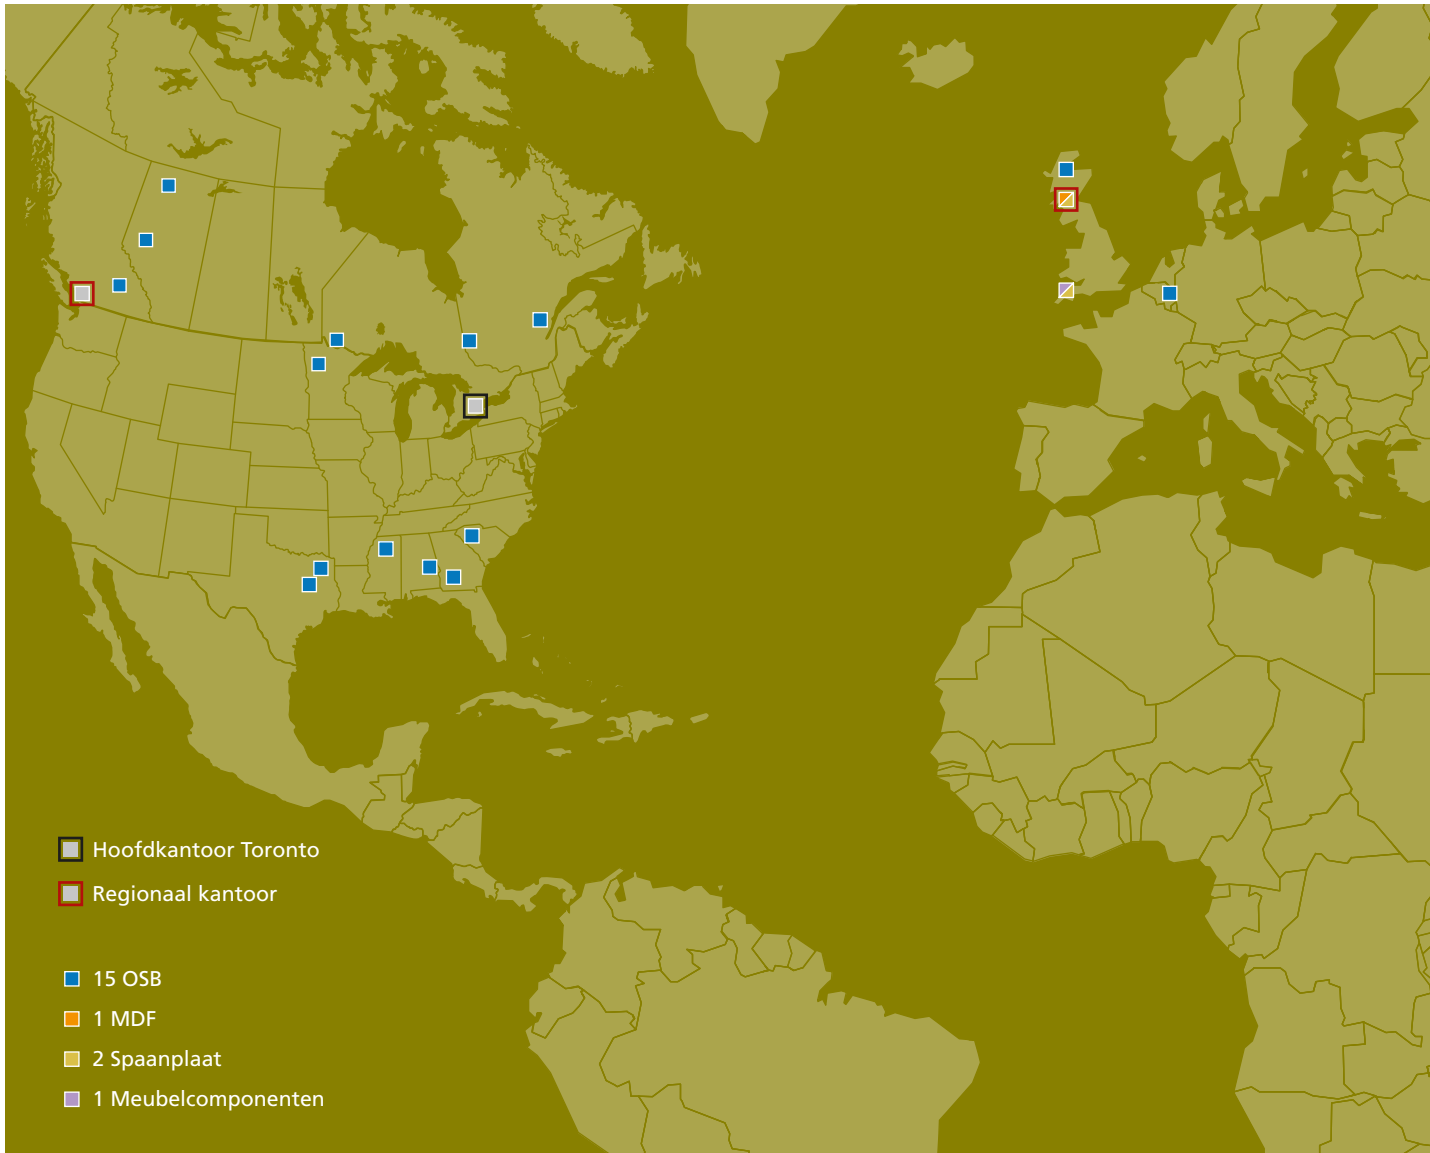 Hoofdkantoor Toronto
Regionaal kantoor
15 OSB
1 MDF
2 Spaanplaat
1 Meubelcomponenten